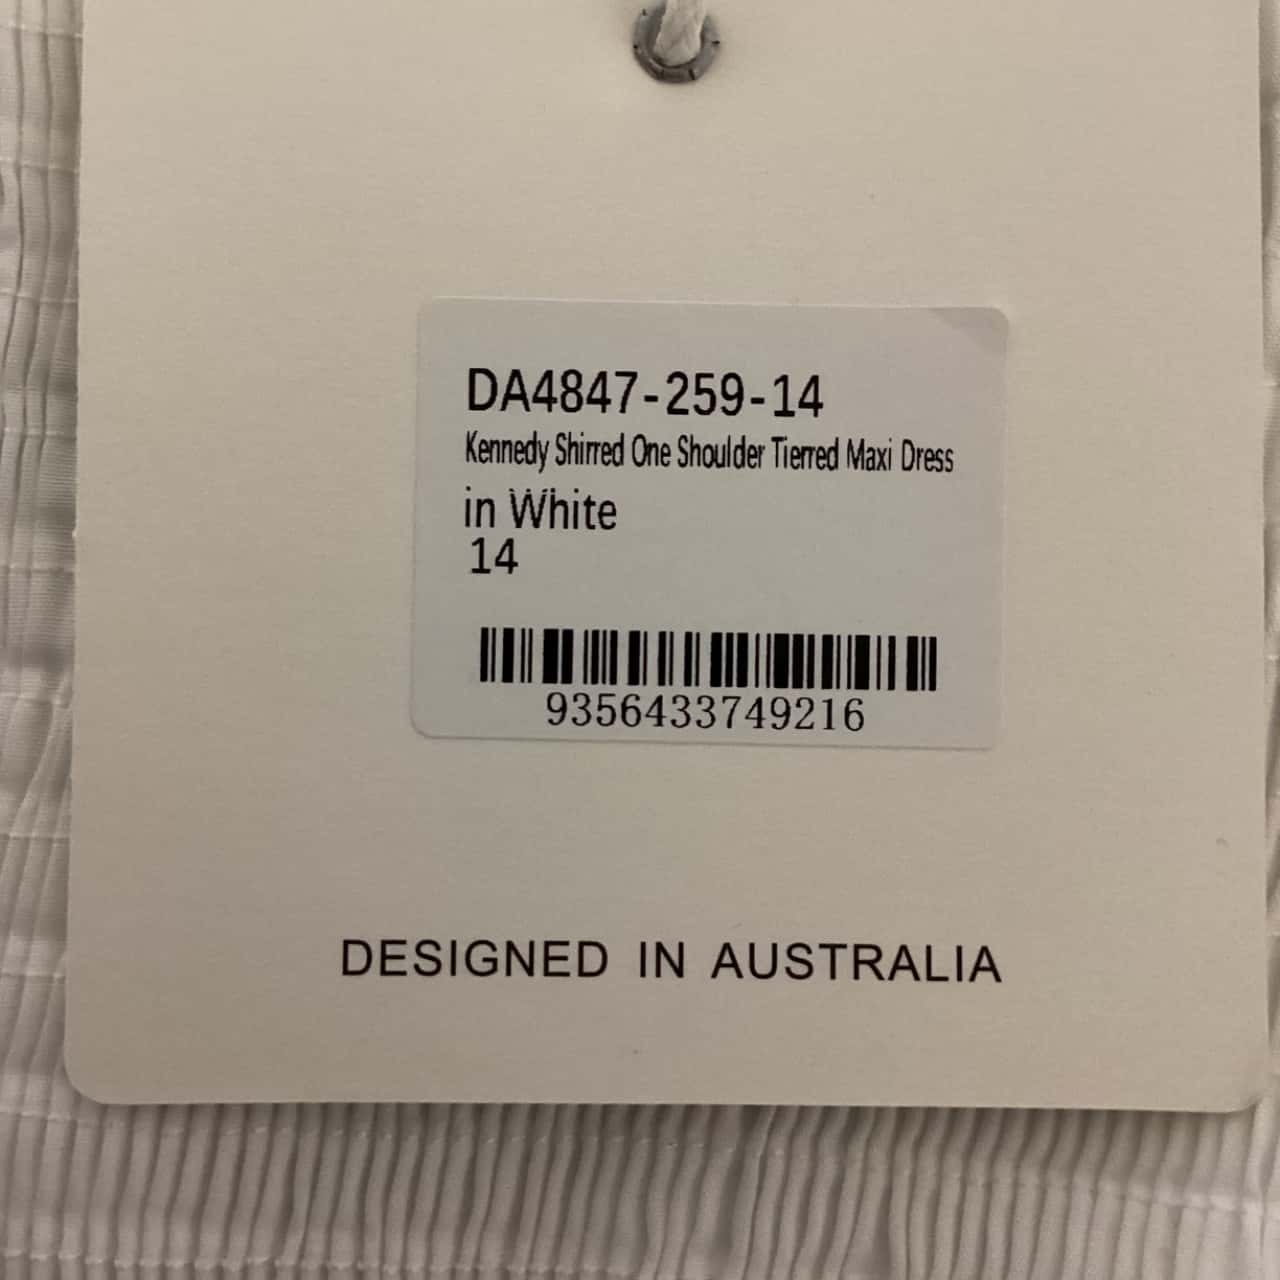 DA4847-259-14
Kennedy Shirred One Shoulder Tierred Maxi Dress
in White
14
9356433749216
DESIGNED IN AUSTRALIA